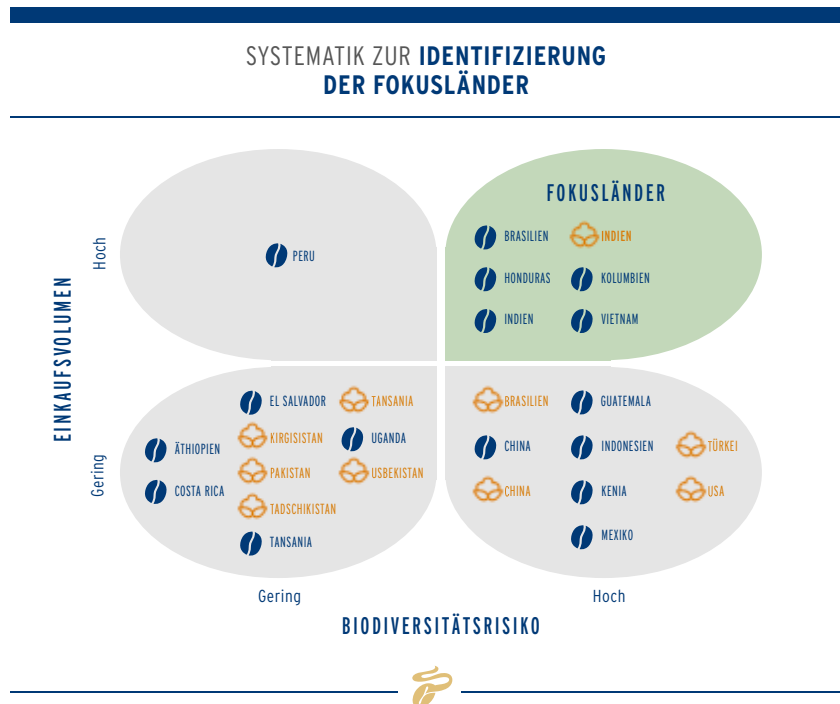 SYSTEMATIK ZUR IDENTIFIZIERUNG
DER FOKUSLÄNDER
EINKAUFSVOLUMEN
Hoch
PERU
FOKUSLÄNDER
BRASILIEN INDIEN
HONDURAS KOLUMBIEN
INDIEN VIETNAM
Gering
EL SALVADOR TANSANIA
ÄTHIOPIEN KIRGISISTAN UGANDA
COSTA RICA PAKISTAN USBEKISTAN
TADSCHIKISTAN
TANSANIA
BRASILIEN GUATEMALA
CHINA INDONESIEN TÜRKEI
CHINA KENIA USA
MEXIKO
Gering Hoch
BIODIVERSITÄTSRISIKO